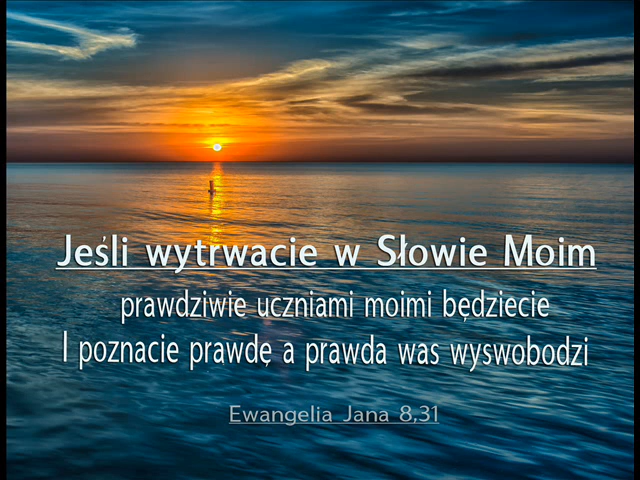 Jeśli wytrwacie w Słowie Moim
prawdziwie uczniami moimi będziecie
I poznacie prawdę a prawda was wyswobodzi
Ewangelia Jana 8,31